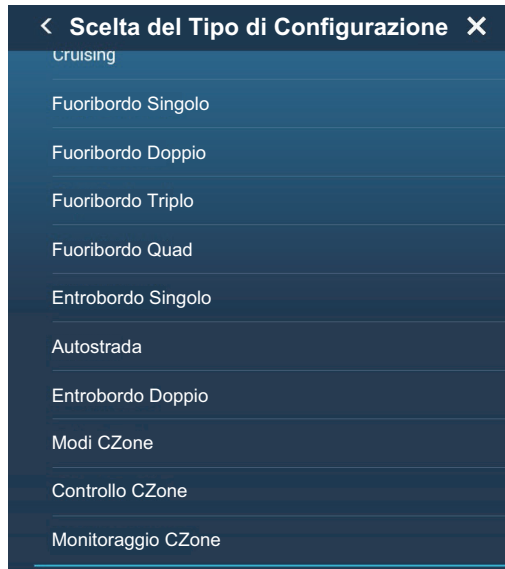 Scelta del Tipo di Configurazione
Cruising
Fuoribordo Singolo
Fuoribordo Doppio
Fuoribordo Triplo
Fuoribordo Quad
Entrobordo Singolo
Autostrada
Entrobordo Doppio
Modi CZone
Controllo CZone
Monitoraggio CZone